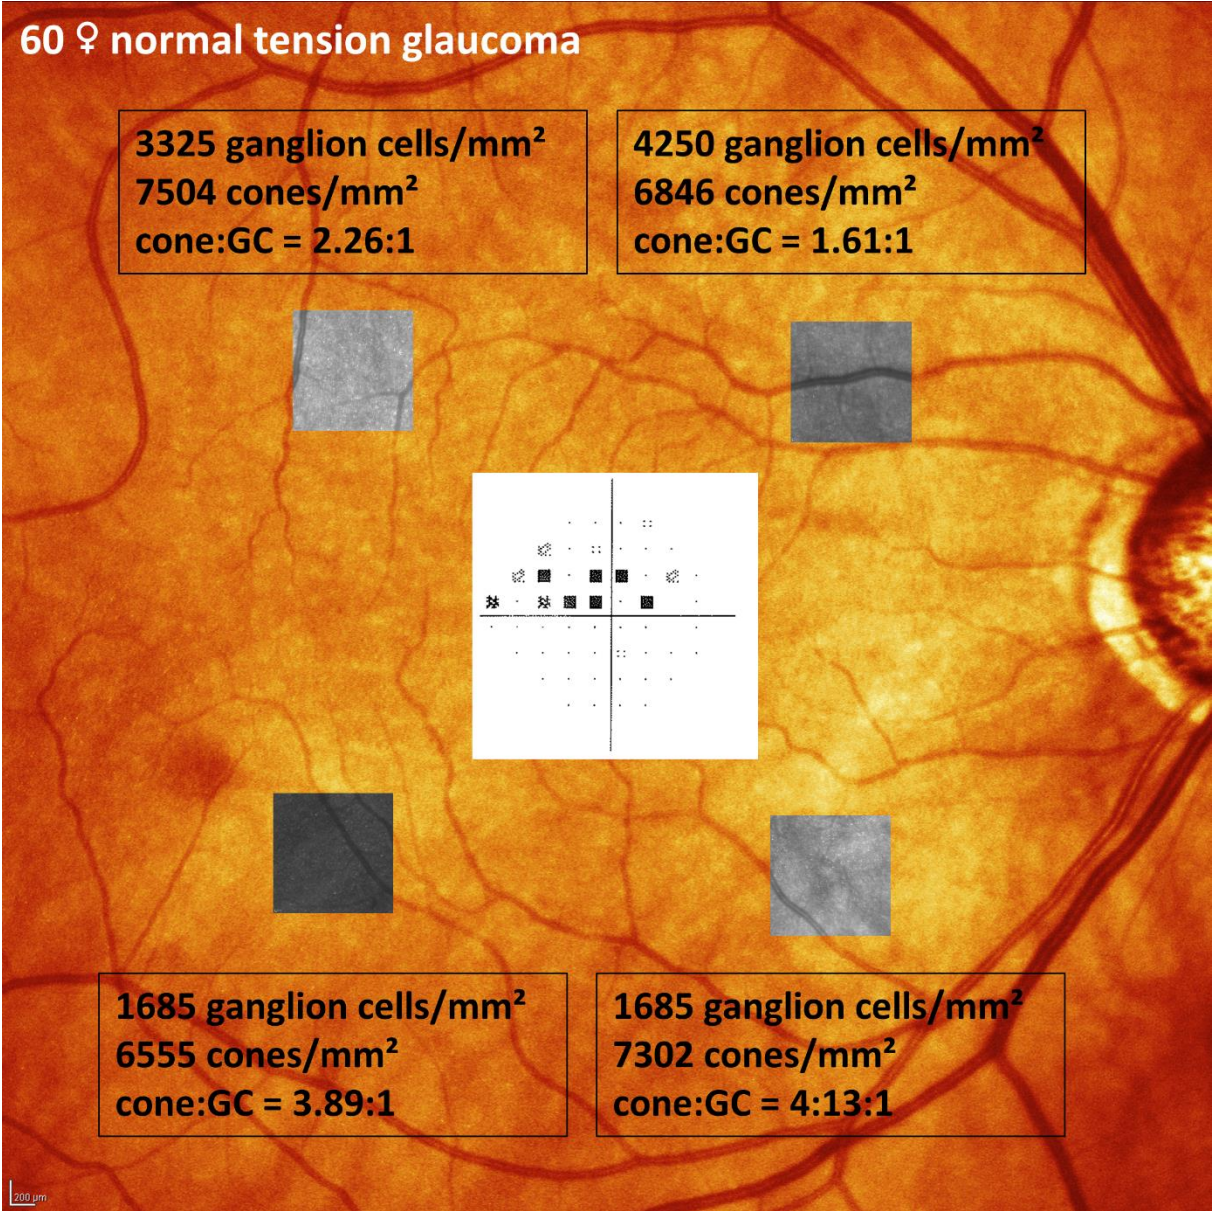 60 ♀ normal tension glaucoma
3325 ganglion cells/mm²
7504 cones/mm²
cone:GC = 2.26:1
4250 ganglion cells/mm²
6846 cones/mm²
cone:GC = 1.61:1
1685 ganglion cells/mm²
6555 cones/mm²
cone:GC = 3.89:1
1685 ganglion cells/mm²
7302 cones/mm²
cone:GC = 4:13:1
200 µm